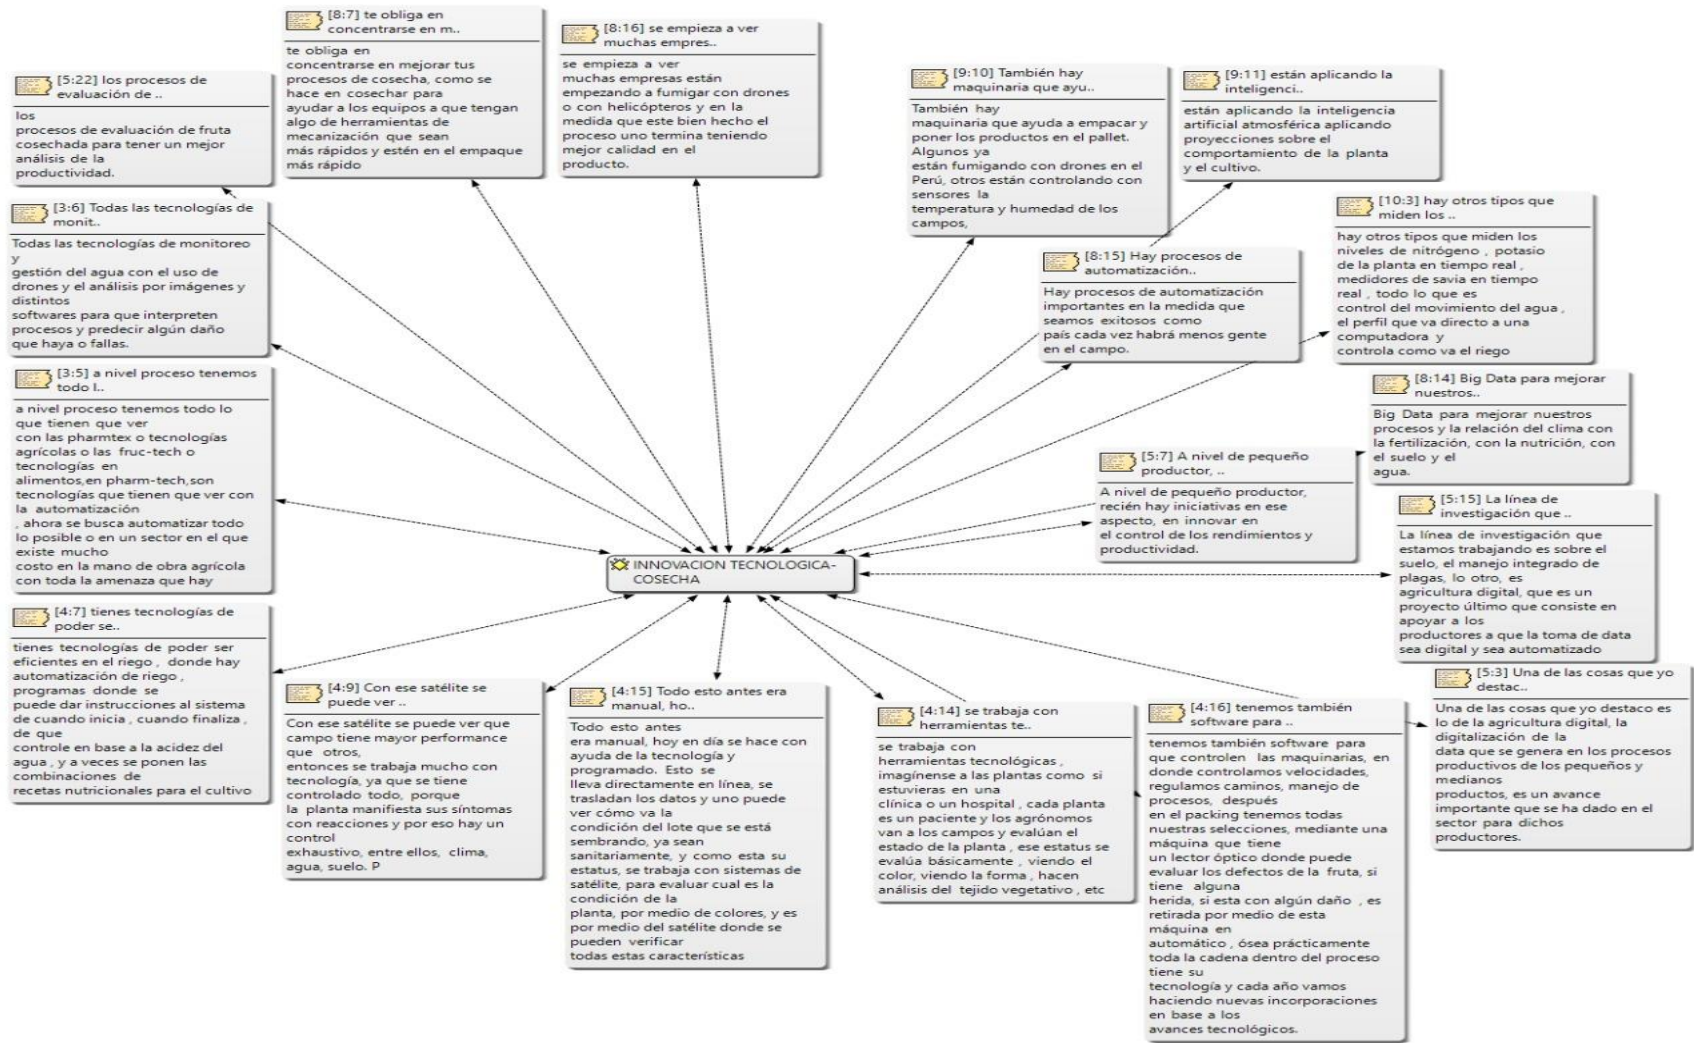 [8:7] te obliga en
concentrarse en m..
te obliga en
concentrarse en mejorar tus
procesos de cosecha, como se
hace en cosechar para
ayudar a los equipos a que tengan
algo de herramientas de
mecanización que sean
más rápidos y estén en el empaque
más rápido
[8:16] se empieza a ver
muchas empres..
se empieza a ver
muchas empresas están
empezando a fumigar con drones
o con helicópteros y en la
medida que este bien hecho el
proceso uno termina teniendo
mejor calidad en el
producto.
[5:22] los procesos de
evaluación de ..
los
procesos de evaluación de fruta
cosechada para tener un mejor
análisis de la
productividad.
[9:10] También hay
maquinaria que ayu..
También hay
maquinaria que ayuda a empacar y
poner los productos en el pallet.
Algunos ya
están fumigando con drones en el
Perú, otros están controlando con
sensores la
temperatura y humedad de los
campos,
[9:11] están aplicando la
inteligenci..
están aplicando la inteligencia
artificial atmosférica aplicando
proyecciones sobre el
comportamiento de la planta
y el cultivo.
[3:6] Todas las tecnologías de
monit..
Todas las tecnologías de monitoreo
y
gestión del agua con el uso de
drones y el análisis por imágenes y
distintos
softwares para que interpreten
procesos y predecir algún daño
que haya o fallas.
[10:3] hay otros tipos que
miden los ..
hay otros tipos que miden los
niveles de nitrógeno , potasio
de la planta en tiempo real ,
medidores de savia en tiempo
real , todo lo que es
control del movimiento del agua ,
el perfil que va directo a una
computadora y
controla como va el riego
[8:15] Hay procesos de
automatización..
Hay procesos de automatización
importantes en la medida que
seamos exitosos como
país cada vez habrá menos gente
en el campo.
[3:5] a nivel proceso tenemos
todo l..
a nivel proceso tenemos todo lo
que tienen que ver
con las pharmtex o tecnologías
agrícolas o las fruc-tech o
tecnologías en
alimentos,en pharm-tech,son
tecnologías que tienen que ver con
la automatización
, ahora se busca automatizar todo
lo posible o en un sector en el que
existe mucho
costo en la mano de obra agrícola
con toda la amenaza que hay
[8:14] Big Data para mejorar
nuestros..
Big Data para mejorar nuestros
procesos y la relación del clima con
la fertilización, con la nutrición, con
el suelo y el
agua.
[5:7] A nivel de pequeño
productor, ..
A nivel de pequeño productor,
recién hay iniciativas en ese
aspecto, en innovar en
el control de los rendimientos y
productividad.
[5:15] La línea de
investigación que ..
La línea de investigación que
estamos trabajando es sobre el
suelo, el manejo integrado de
plagas, lo otro, es
agricultura digital, que es un
proyecto último que consiste en
apoyar a los
productores a que la toma de data
sea digital y sea automatizado
INNOVACION TECNOLOGICA-
COSECHA
[4:7] tienes tecnologías de
poder se..
tienes tecnologías de poder ser
eficientes en el riego , donde hay
automatización de riego ,
programas donde se
puede dar instrucciones al sistema
de cuando inicia , cuando finaliza ,
de que
controle en base a la acidez del
agua , y a veces se ponen las
combinaciones de
recetas nutricionales para el cultivo
[4:9] Con ese satélite se
puede ver ..
Con ese satélite se puede ver que
campo tiene mayor performance
que otros,
entonces se trabaja mucho con
tecnología, ya que se tiene
controlado todo, porque
la planta manifiesta sus síntomas
con reacciones y por eso hay un
control
exhaustivo, entre ellos, clima,
agua, suelo. P
[4:15] Todo esto antes era
manual, ho..
Todo esto antes
era manual, hoy en día se hace con
ayuda de la tecnología y
programado. Esto se
lleva directamente en línea, se
trasladan los datos y uno puede
ver cómo va la
condición del lote que se está
sembrando, ya sean
sanitariamente, y como esta su
estatus, se trabaja con sistemas de
satélite, para evaluar cual es la
condición de la
planta, por medio de colores, y es
por medio del satélite donde se
pueden verificar
todas estas características
[4:14] se trabaja con
herramientas te..
se trabaja con
herramientas tecnológicas ,
imagínense a las plantas como si
estuvieras en una
clínica o un hospital , cada planta
es un paciente y los agrónomos
van a los campos y evalúan el
estado de la planta , ese estatus se
evalúa básicamente , viendo el
color, viendo la forma , hacen
análisis del tejido vegetativo , etc
[4:16] tenemos también
software para ..
tenemos también software para
que controlen las maquinarias, en
donde controlamos velocidades,
regulamos caminos, manejo de
procesos, después
en el packing tenemos todas
nuestras selecciones, mediante una
máquina que tiene
un lector óptico donde puede
evaluar los defectos de la fruta, si
tiene alguna
herida, si esta con algún daño , es
retirada por medio de esta
máquina en
automático , ósea prácticamente
toda la cadena dentro del proceso
tiene su
tecnología y cada año vamos
haciendo nuevas incorporaciones
en base a los
avances tecnológicos.
[5:3] Una de las cosas que yo
destac..
Una de las cosas que yo destaco es
lo de la agricultura digital, la
digitalización de la
data que se genera en los procesos
productivos de los pequeños y
medianos
productos, es un avance
importante que se ha dado en el
sector para dichos
productores.